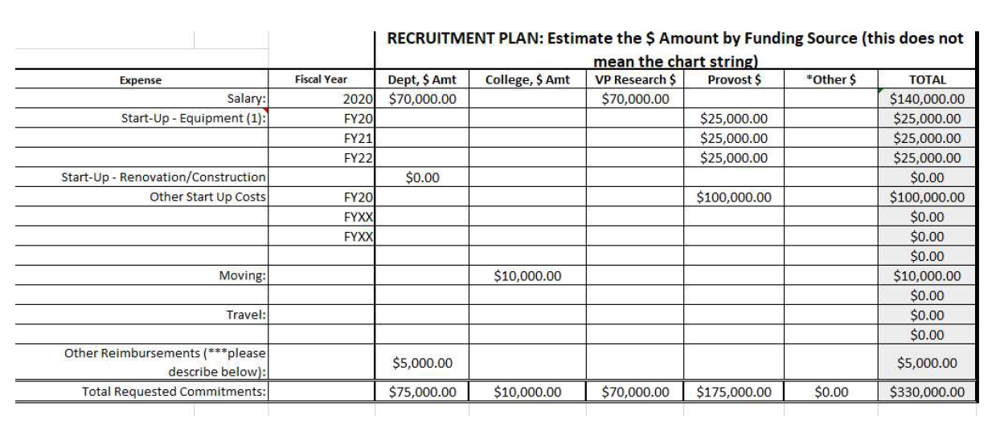 RECRUITMENT PLAN: Estimate the $ Amount by Funding Source (this does not
mean the chart string)
Expense Fiscal Year Dept, $ Amt College, $ Amt VP Research $ Provost $ *Other $ TOTAL
Salary: 2020 $70,000.00 $70,000.00 $140,000.00
Start-Up - Equipment (1): FY20 $25,000.00 $25,000.00
FY21 $25,000.00 $25,000.00
FY22 $25,000.00 $25,000.00
Start-Up - Renovation/Construction $0.00 $0.00
Other Start Up Costs FY20 $100,000.00 $100,000.00
FYXX $0.00
FYXX $0.00
$0.00
Moving: $10,000.00 $10,000.00
$0.00
Travel: $0.00
$0.00
Other Reimbursements (***please
describe below): $5,000.00 $5,000.00
Total Requested Commitments: $75,000.00 $10,000.00 $70,000.00 $175,000.00 $0.00 $330,000.00